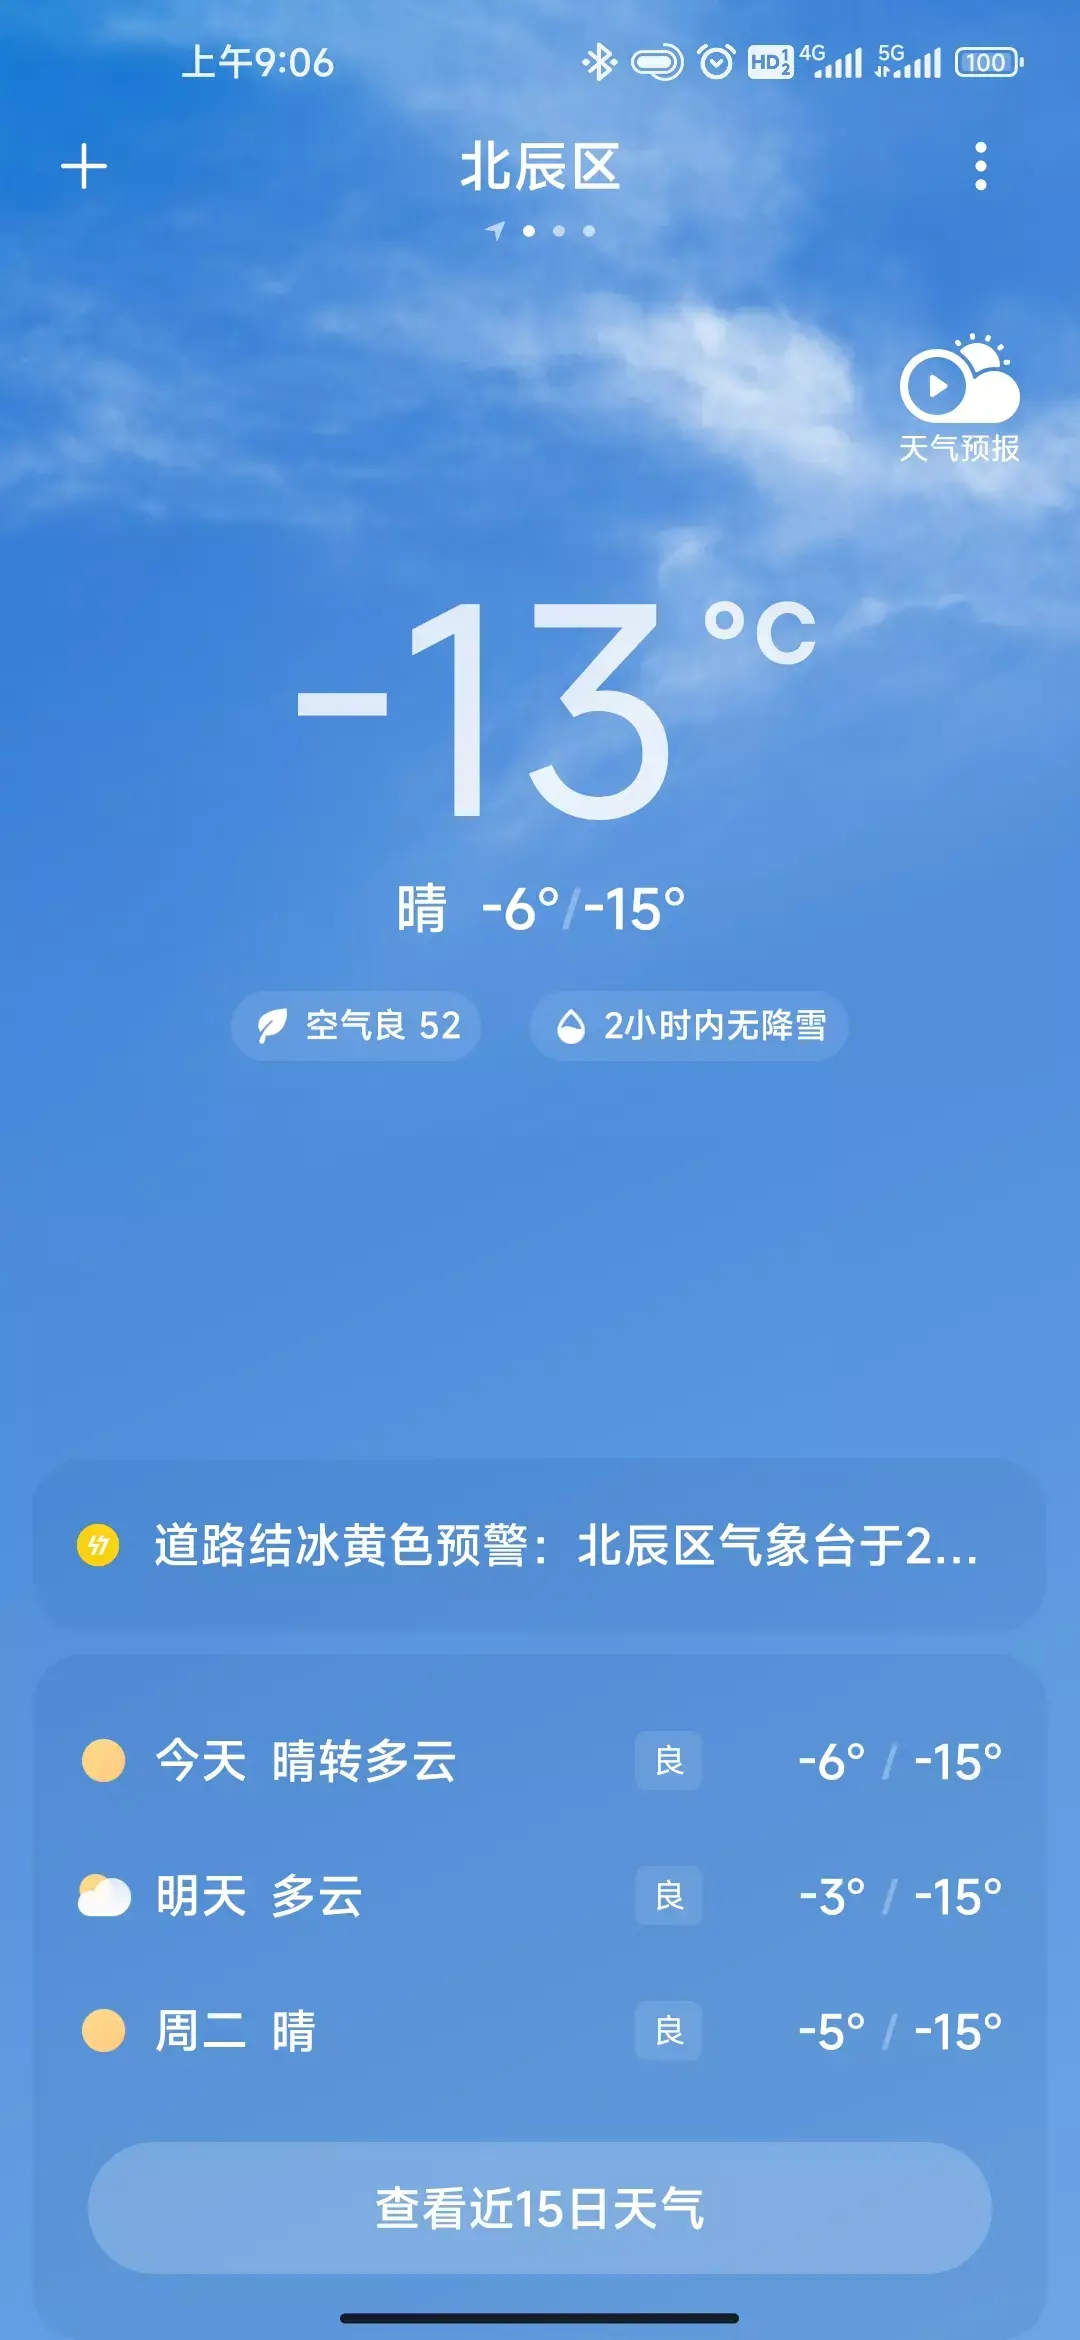 上午9:06
HD 1 2 4G 5G 100
北辰区
天气预报
-13°C
晴 -6°/-15°
空气良 52 2小时内无降雪
道路结冰黄色预警：北辰区气象台于2...
今天 晴转多云 良 -6° / -15°
明天 多云 良 -3° / -15°
周二 晴 良 -5° / -15°
查看近15日天气